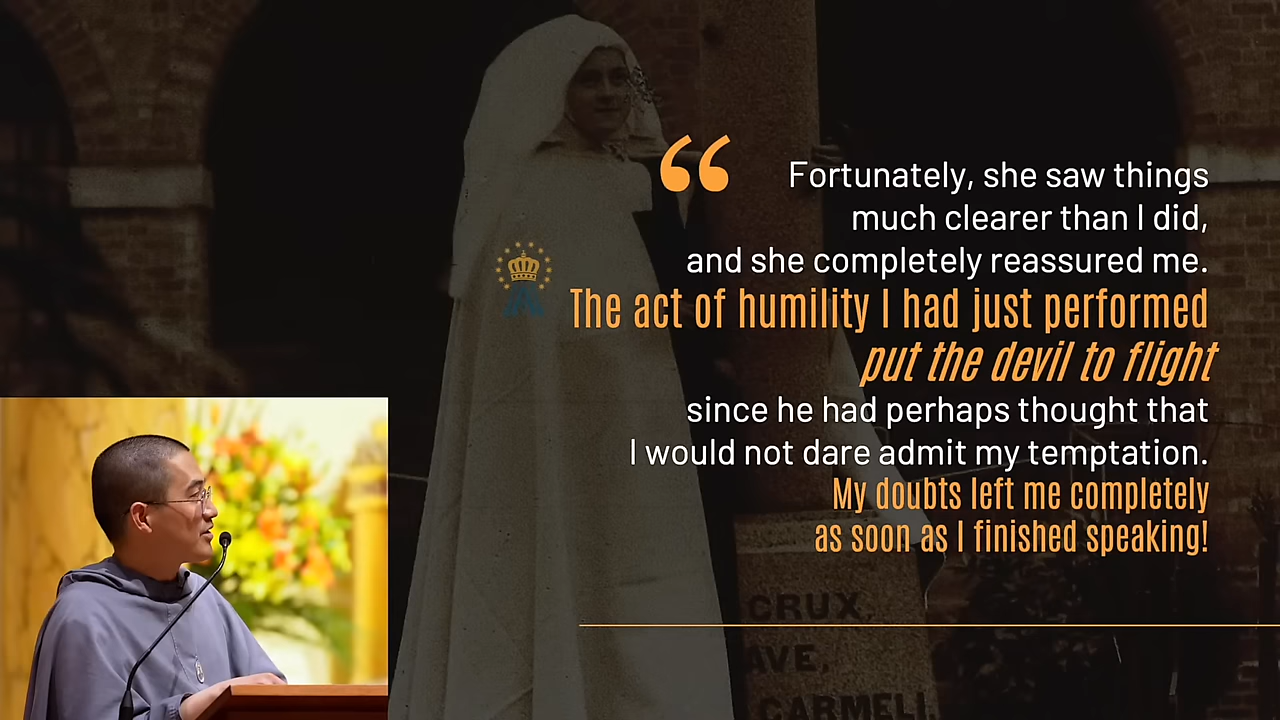 “ Fortunately, she saw things
much clearer than I did,
and she completely reassured me.
The act of humility I had just performed
put the devil to flight
since he had perhaps thought that
I would not dare admit my temptation.
My doubts left me completely
as soon as I finished speaking!
CRUX,
AVE,
CARMELI,